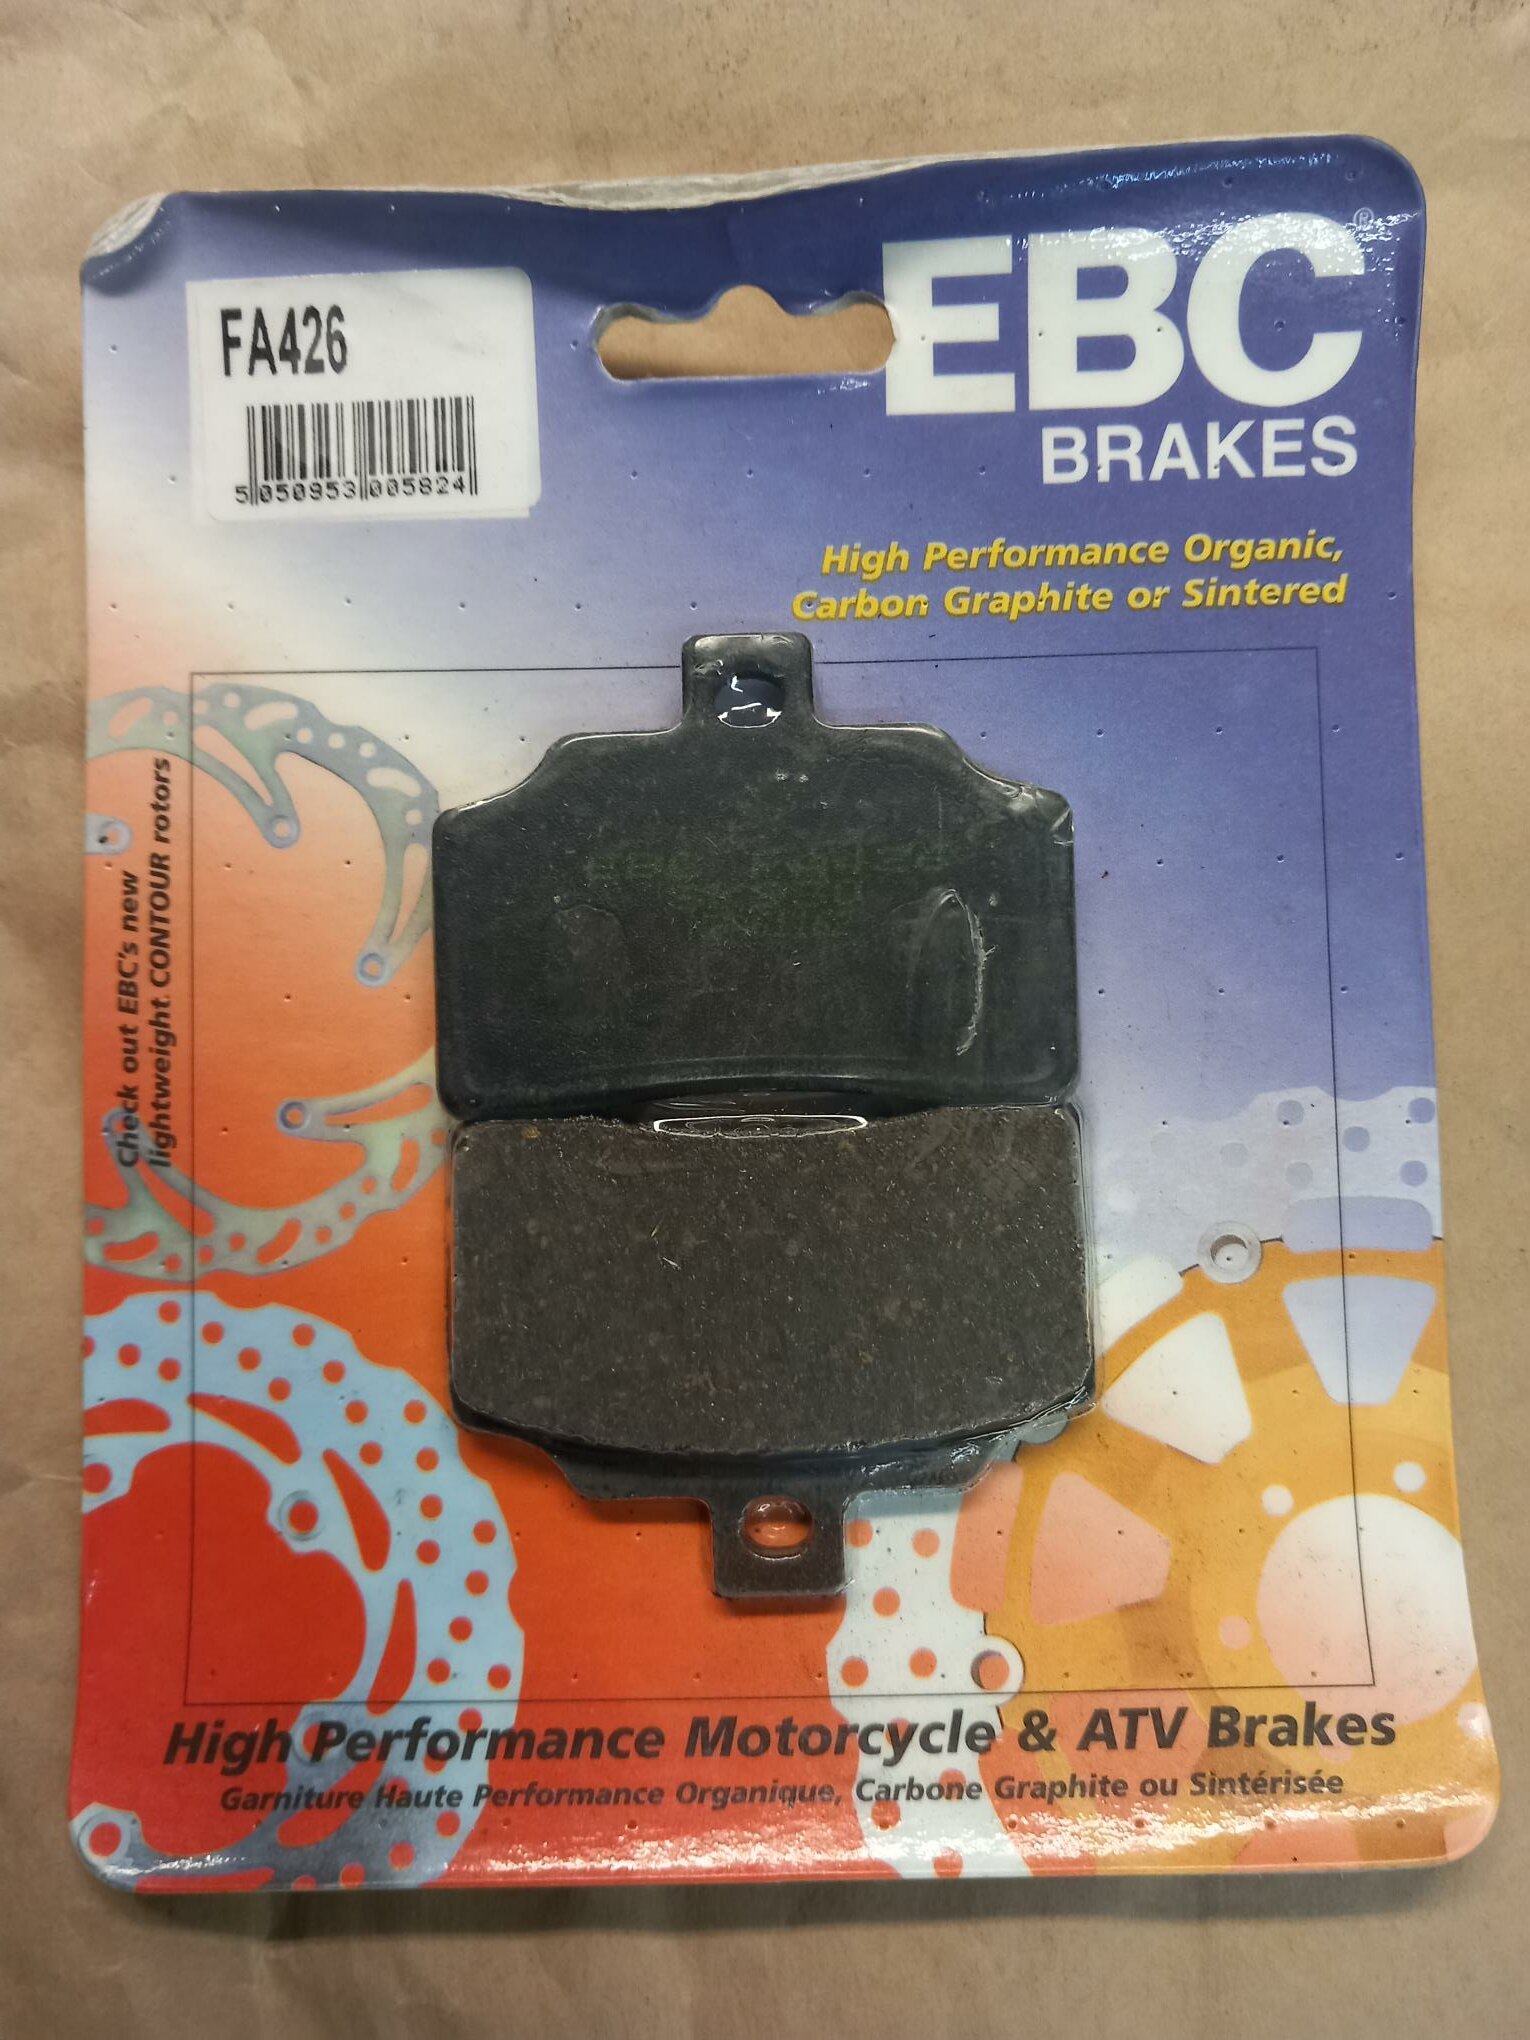 EBC®
BRAKES
FA426
5 050953 005824
High Performance Organic,
Carbon Graphite or Sintered
Check out EBC's new
lightweight CONTOUR rotors
High Performance Motorcycle & ATV Brakes
Garniture Haute Performance Organique, Carbone Graphite ou Sintérisée